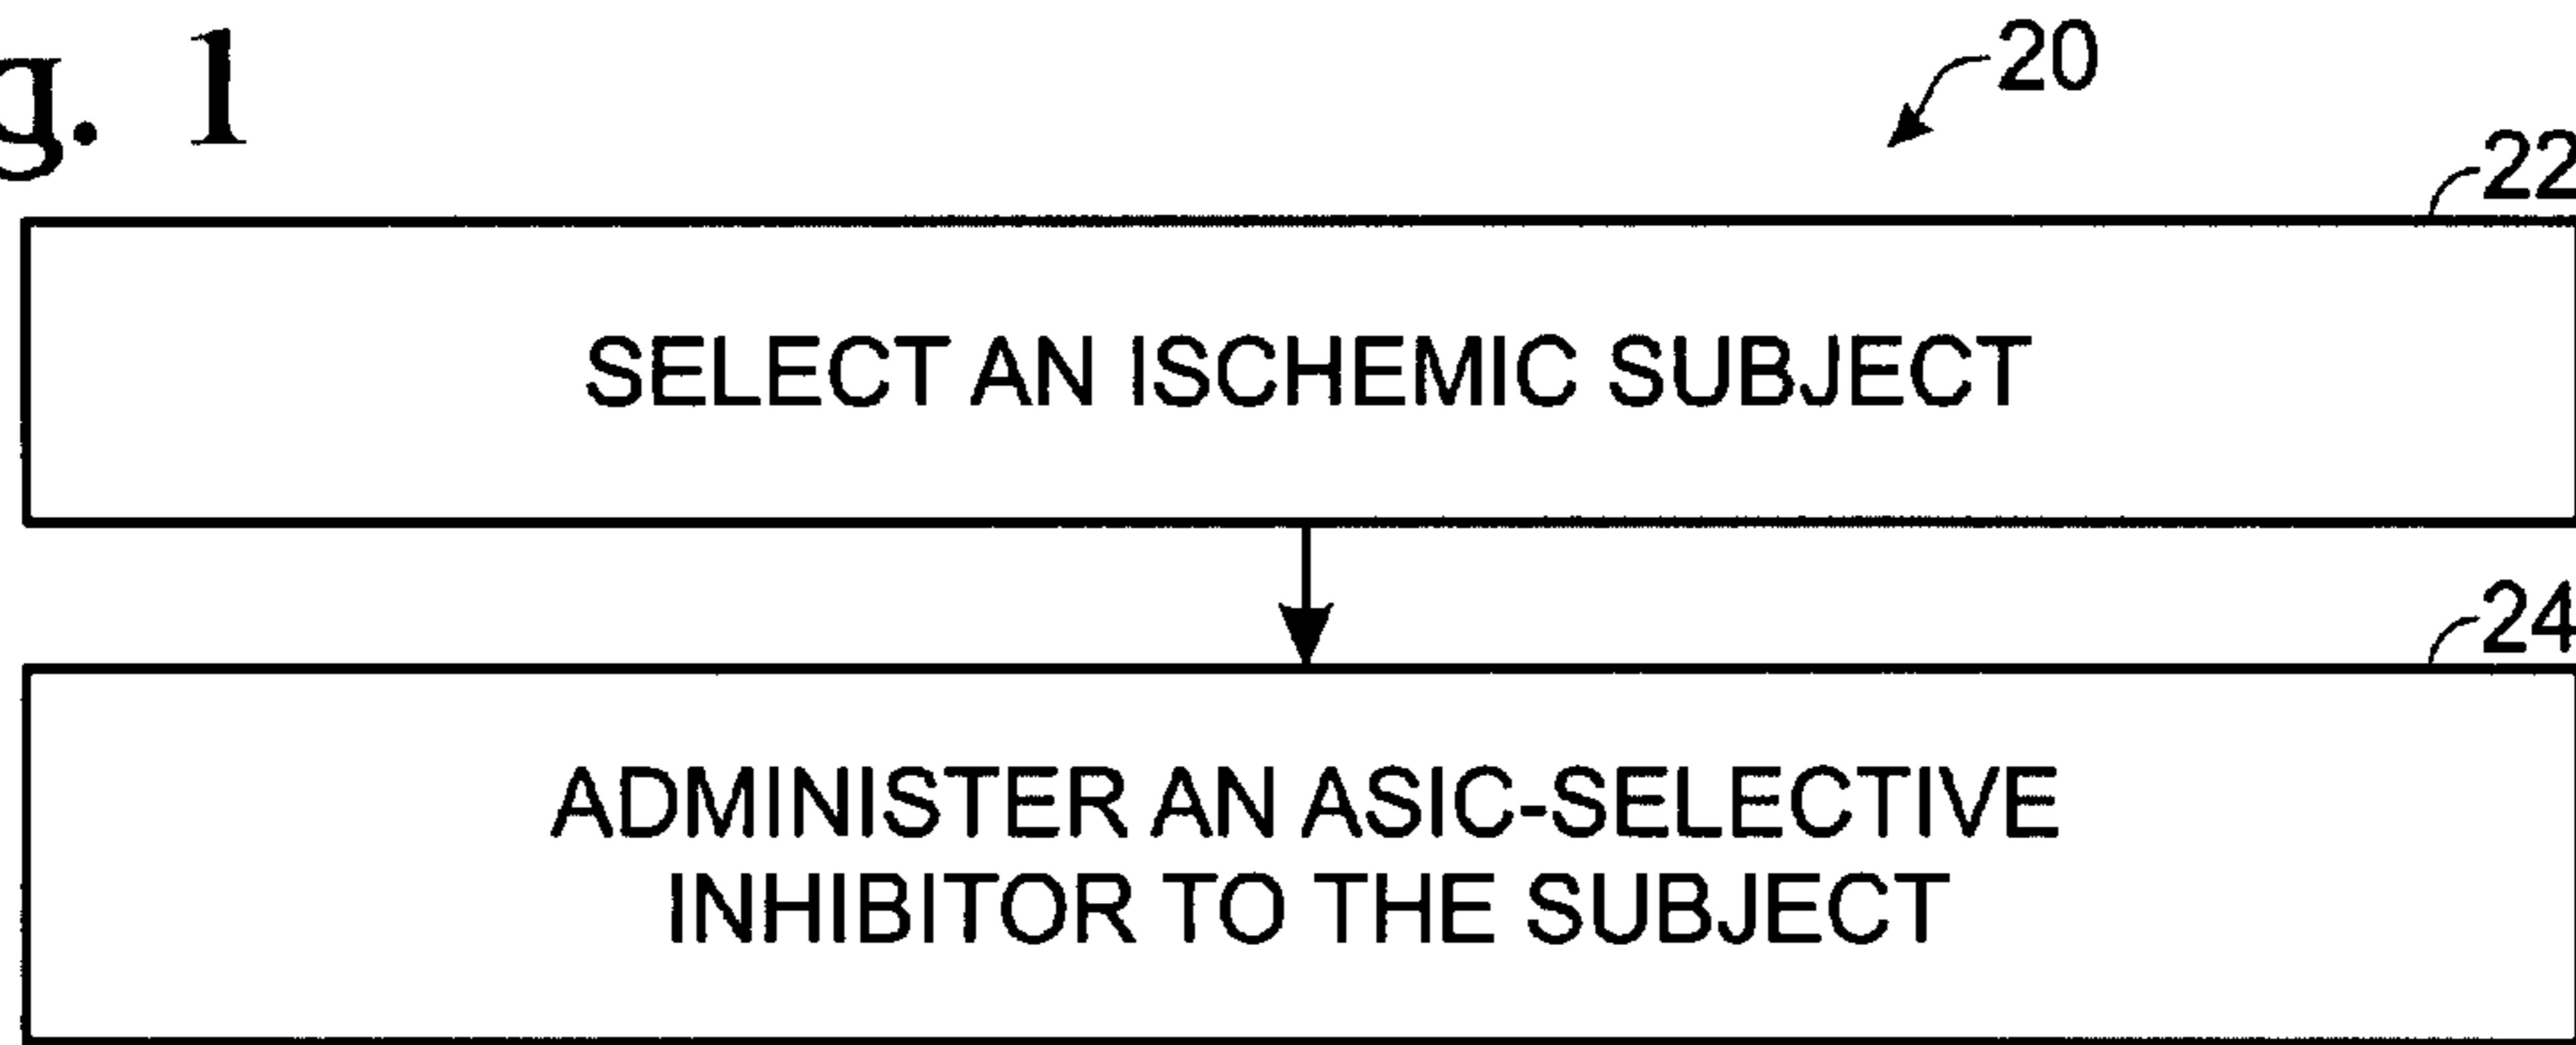 g. 1
20
22
SELECT AN ISCHEMIC SUBJECT
24
ADMINISTER AN ASIC-SELECTIVE
INHIBITOR TO THE SUBJECT